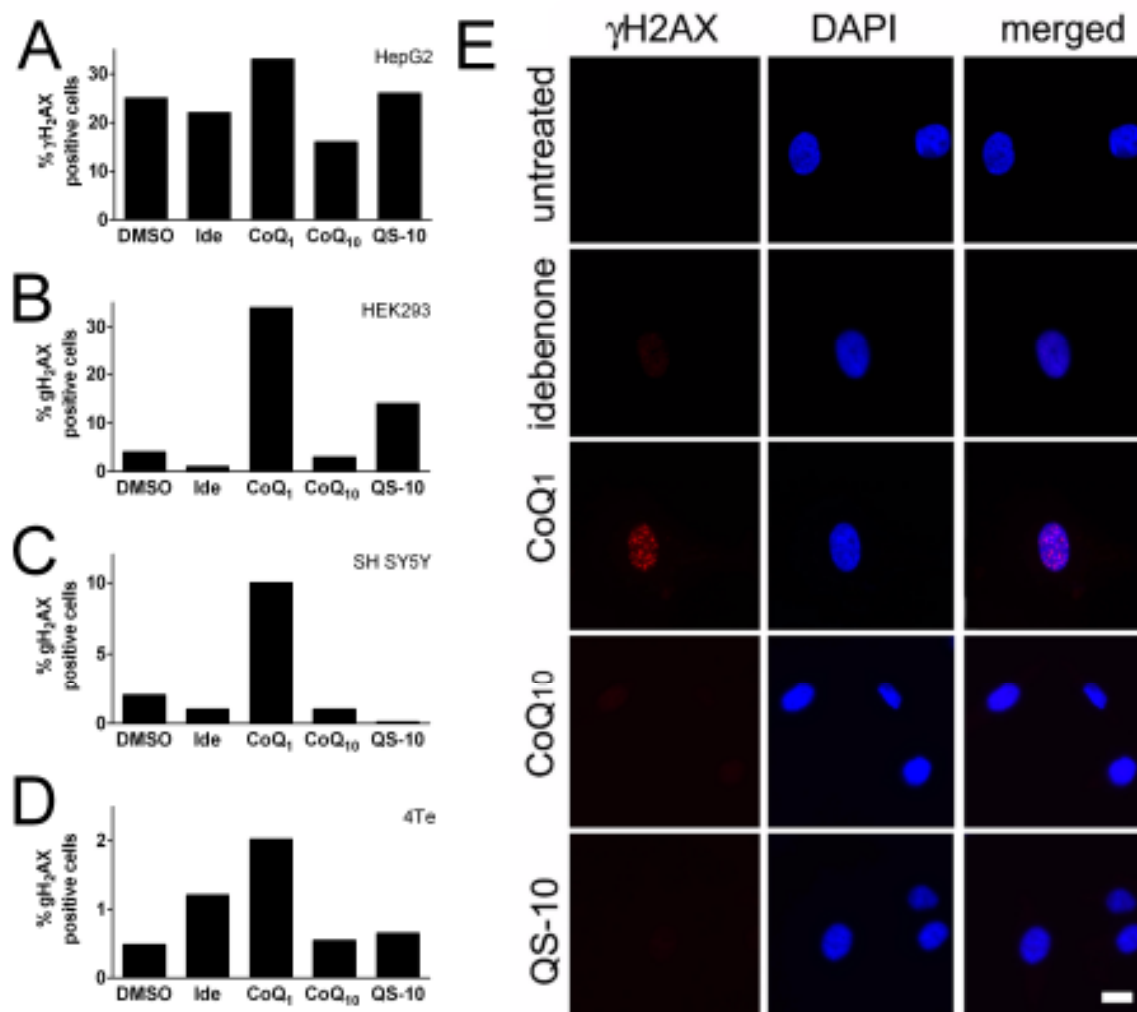 A
HepG2
% γH₂AX
positive cells
30
20
10
0
DMSO Ide CoQ₁ CoQ₁₀ QS-10
B
HEK293
% gH₂AX
positive cells
30
20
10
0
DMSO Ide CoQ₁ CoQ₁₀ QS-10
C
SH SY5Y
% gH₂AX
positive cells
10
5
0
DMSO Ide CoQ₁ CoQ₁₀ QS-10
D
4Te
% gH₂AX
positive cells
2
1
0
DMSO Ide CoQ₁ CoQ₁₀ QS-10
E
γH2AX DAPI merged
untreated
idebenone
CoQ1
CoQ10
QS-10